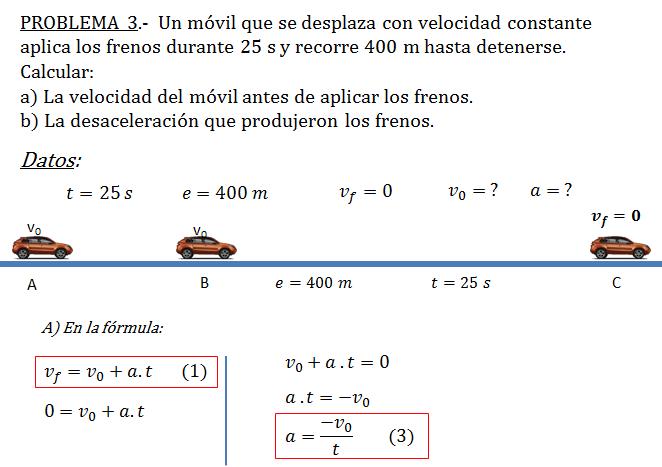 PROBLEMA 3.- Un móvil que se desplaza con velocidad constante
aplica los frenos durante 25 s y recorre 400 m hasta detenerse.
Calcular:
a) La velocidad del móvil antes de aplicar los frenos.
b) La desaceleración que produjeron los frenos.
Datos:
t = 25 s e = 400 m v_f = 0 v_0 = ? a = ?
v_f = 0
v_0 v_0
A B e = 400 m t = 25 s C
A) En la fórmula:
v_f = v_0 + a.t (1)
0 = v_0 + a.t
v_0 + a.t = 0
a.t = -v_0
a = -v_0/t (3)